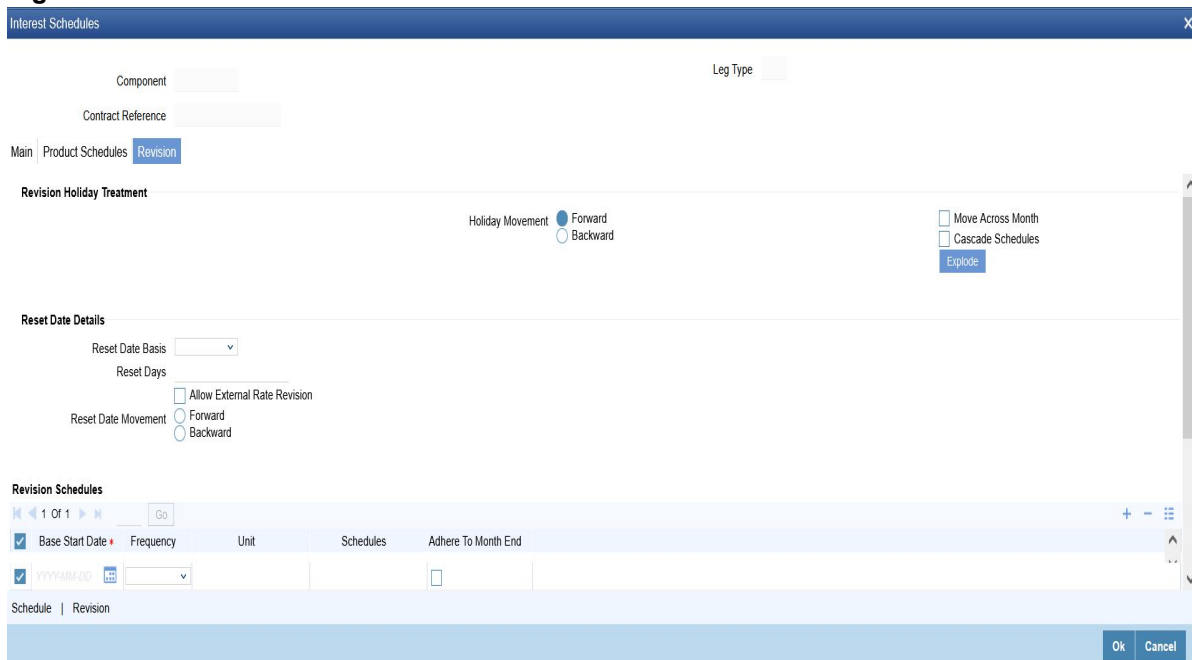 Interest Schedules X
Component
Leg Type
Contract Reference
Main Product Schedules Revision
Revision Holiday Treatment
Holiday Movement Forward
Backward
Move Across Month
Cascade Schedules
Explode
Reset Date Details
Reset Date Basis
Reset Days
Allow External Rate Revision
Reset Date Movement Forward
Backward
Revision Schedules
1 Of 1 Go
Base Start Date * Frequency Unit Schedules Adhere To Month End
YYYY-MM-DD
Schedule | Revision
Ok Cancel